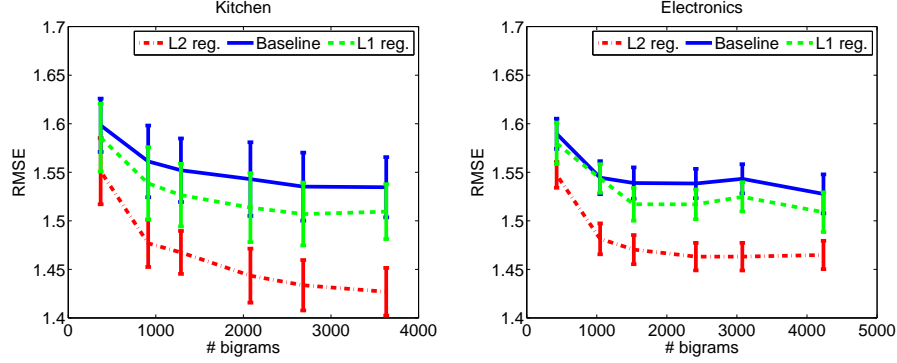 Kitchen
1.7
L2 reg. Baseline L1 reg.
1.65
1.6
1.55
1.5
1.45
1.4
RMSE
0 1000 2000 3000 4000
# bigrams
Electronics
1.7
L2 reg. Baseline L1 reg.
1.65
1.6
1.55
1.5
1.45
1.4
RMSE
0 1000 2000 3000 4000 5000
# bigrams